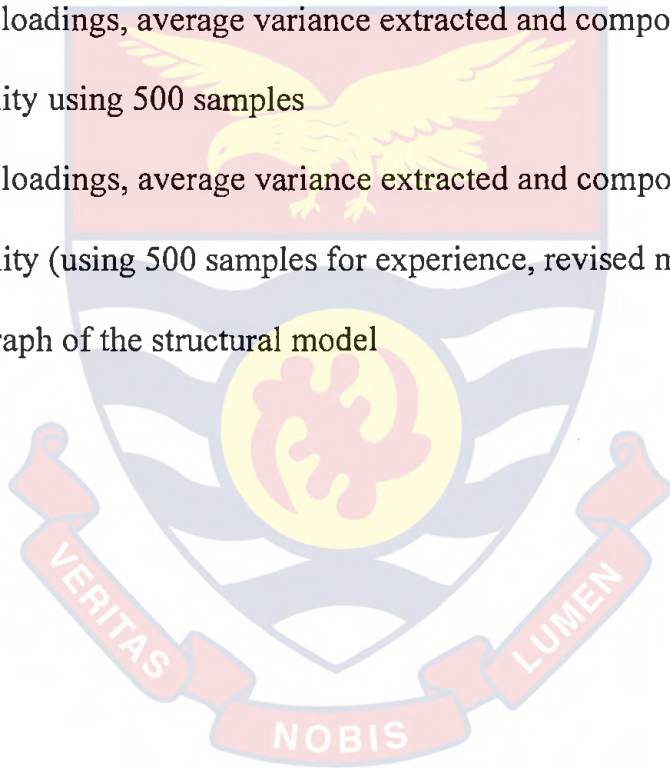 loadings, average variance extracted and compo
ity using 500 samples
loadings, average variance extracted and compo
ity (using 500 samples for experience, revised m
raph of the structural model
VERITAS
NOBIS
LUMEN